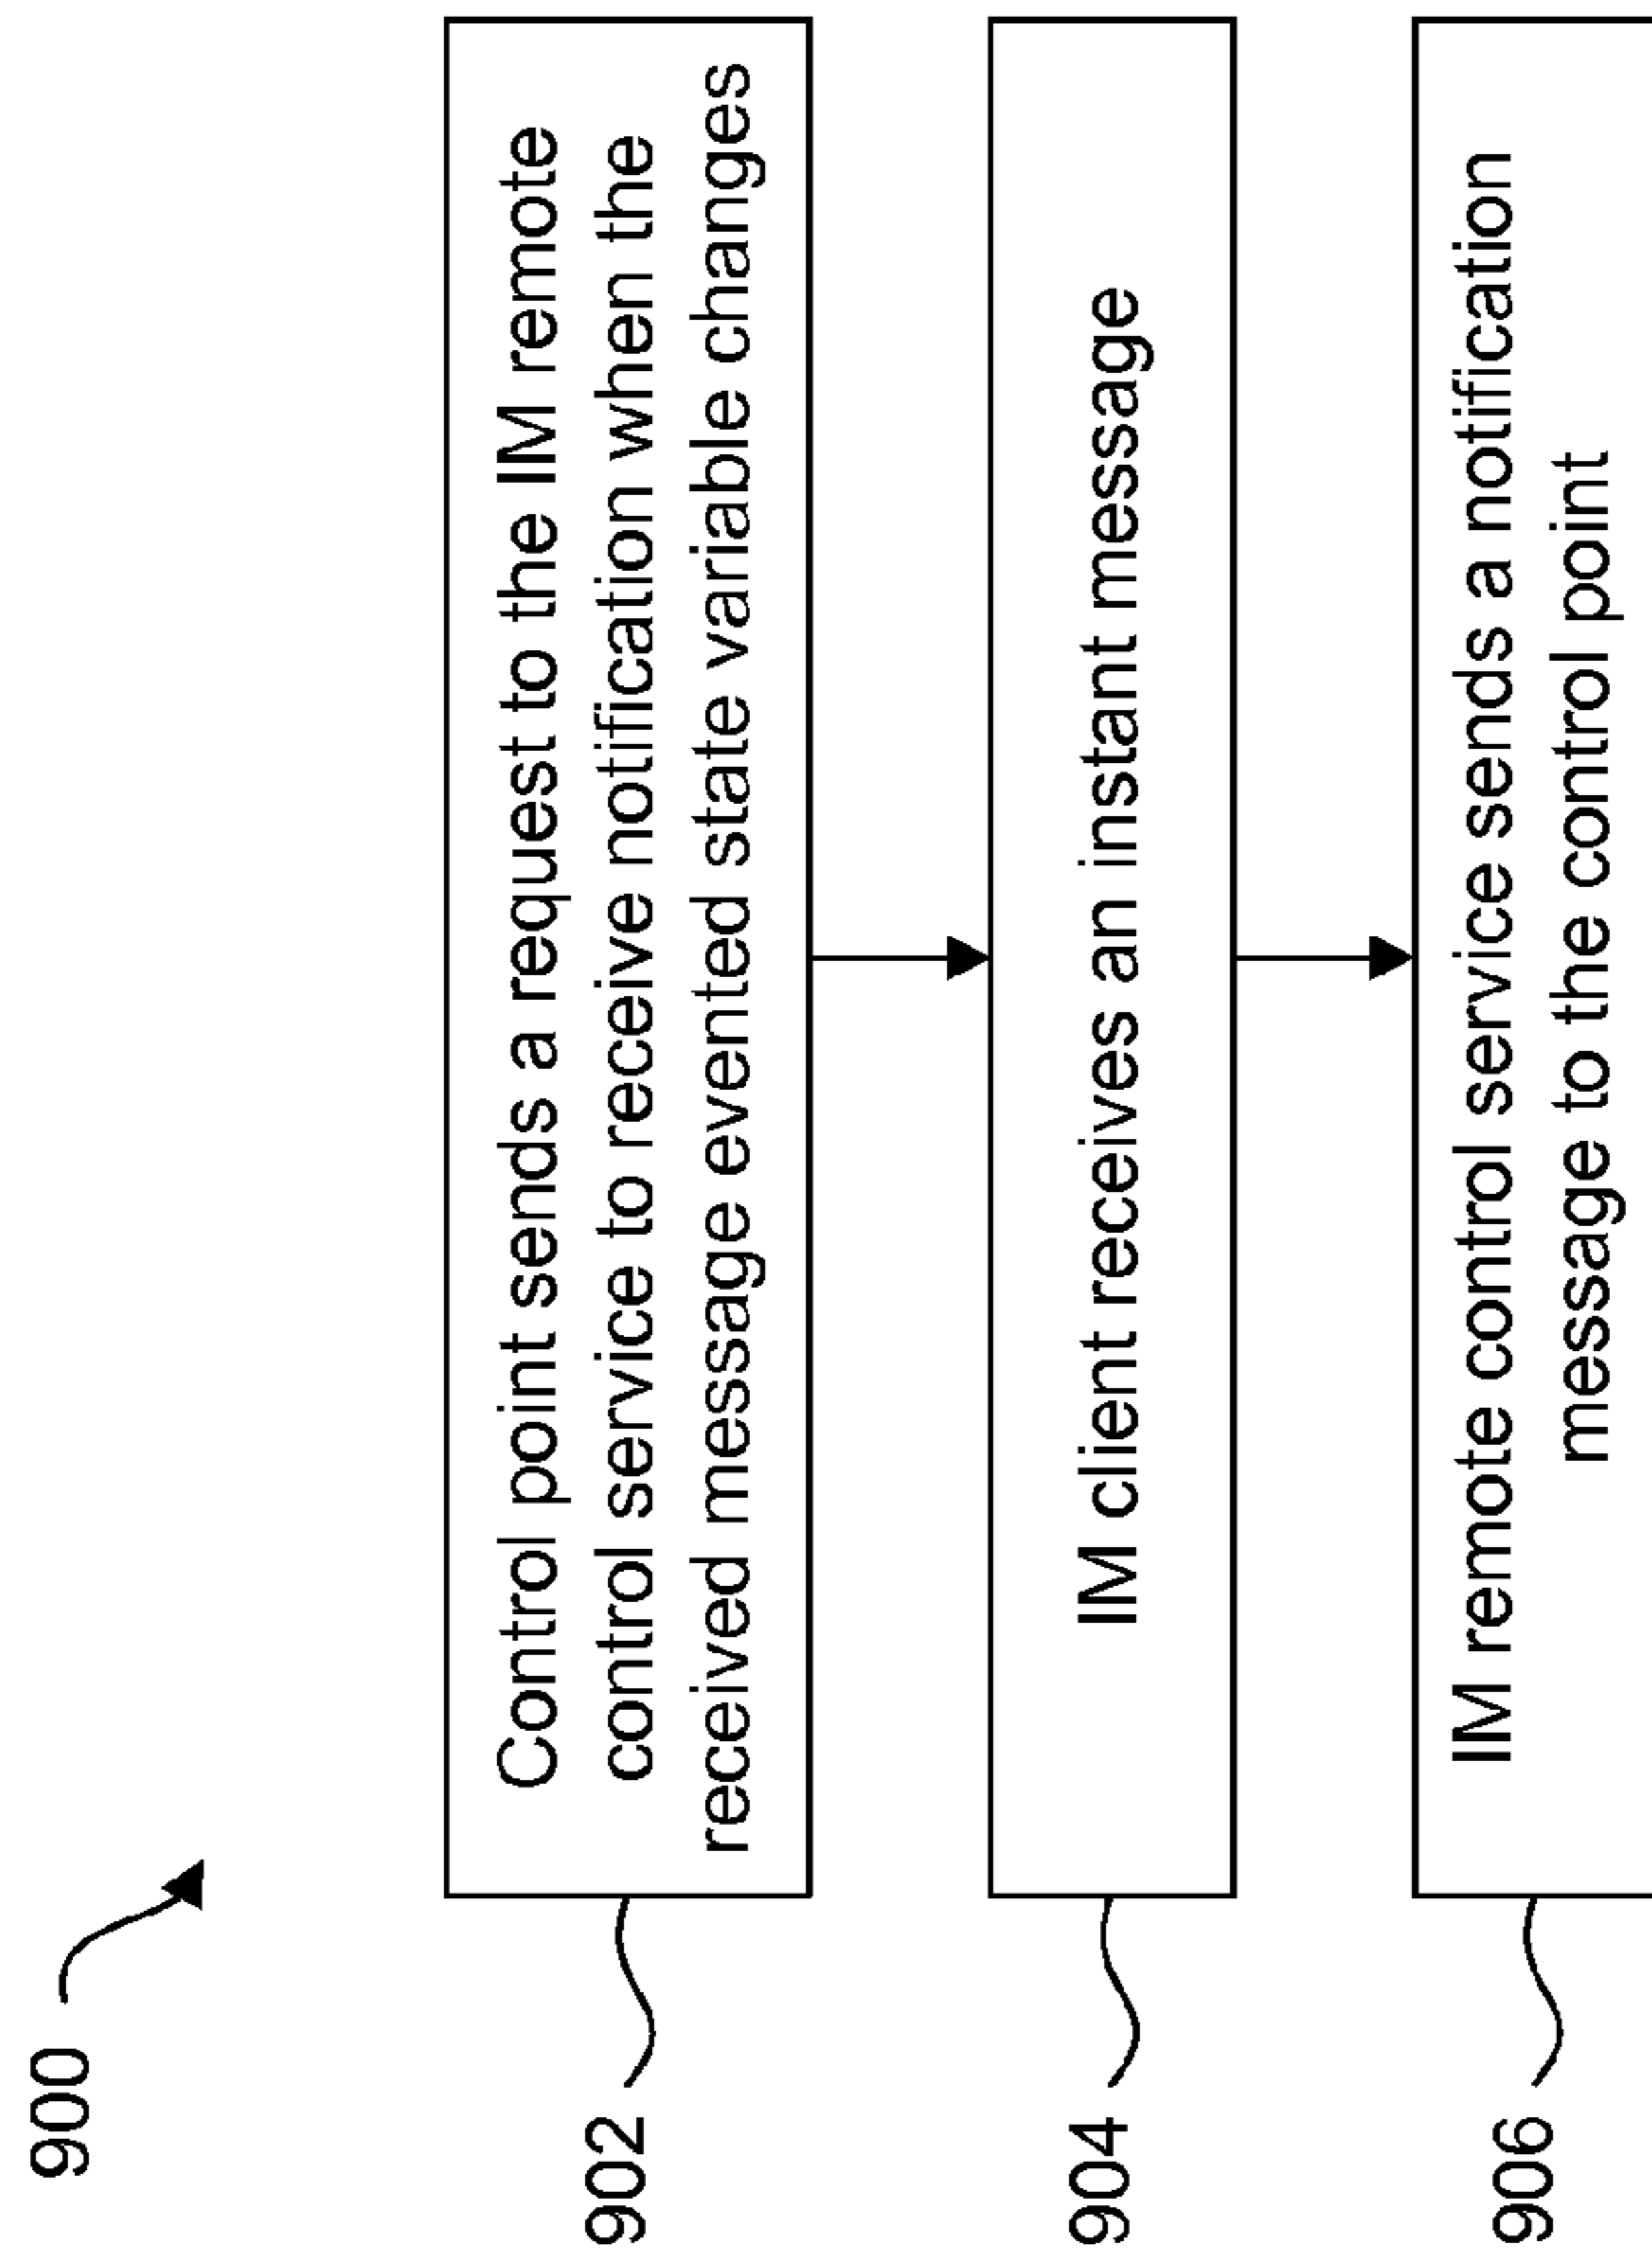 900
902
Control point sends a request to the IM remote
control service to receive notification when the
received message evented state variable changes
904
IM client receives an instant message
906
IM remote control service sends a notification
message to the control point